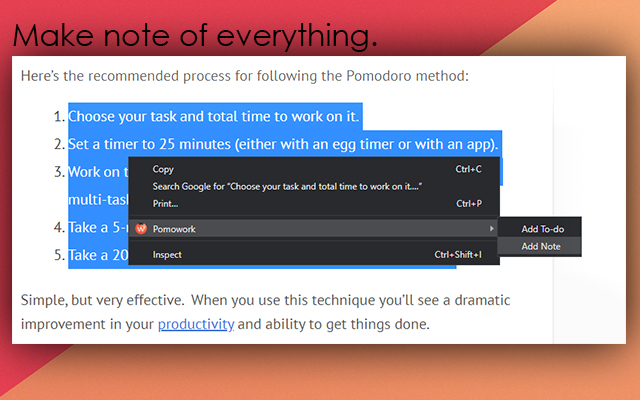 Make note of everything.
Here's the recommended process for following the Pomodoro method:
1. Choose your task and total time to work on it.
2. Set a timer to 25 minutes (either with an egg timer or with an app).
3. Work on t
multi-tas
Copy Ctrl+C
Search Google for “Choose your task and total time to work on it....”
Print... Ctrl+P
4. Take a 5-
Pomowork
Add To-do
Add Note
5. Take a 20
Inspect Ctrl+Shift+I
Simple, but very effective. When you use this technique you'll see a dramatic
improvement in your productivity and ability to get things done.